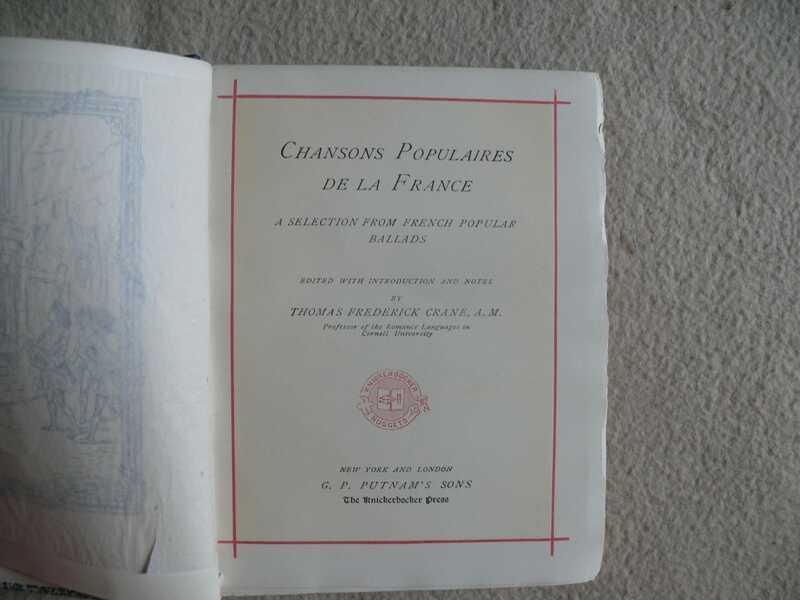 CHANSONS POPULAIRES
DE LA FRANCE
A SELECTION FROM FRENCH POPULAR
BALLADS
EDITED WITH INTRODUCTION AND NOTES
BY
THOMAS FREDERICK CRANE, A.M.
Professor of the Romance Languages in
Cornell University
KNICKERBOCKER
NUGGETS
NEW YORK AND LONDON
G. P. PUTNAM'S SONS
The Knickerbocker Press